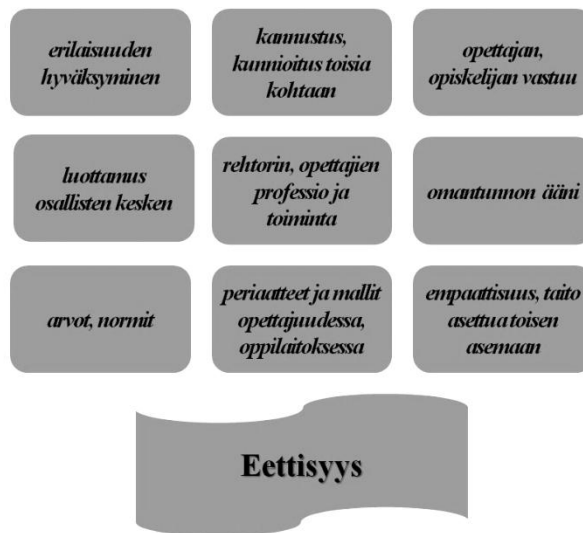 erilaisuuden
hyväksyminen
kannustus,
kunnioitus toisia
kohtaan
opettajan,
opiskelijan vastuu
luottamus
osallisten kesken
rehtorin, opettajien
professio ja
toiminta
omantunnon ääni
arvot, normit
periaatteet ja mallit
opettajuudessa,
oppilaitoksessa
empaattisuus, taito
asettua toisen
asemaan
Eettisyys